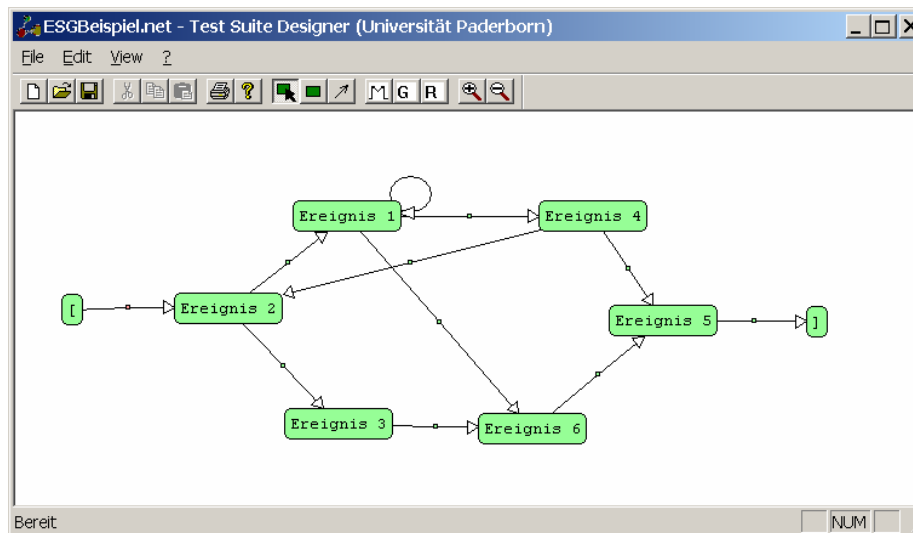 ESGBeispiel.net - Test Suite Designer (Universität Paderborn)
File Edit View ?
M G R
Ereignis 1
Ereignis 4
[
Ereignis 2
Ereignis 5
]
Ereignis 3
Ereignis 6
Bereit
NUM